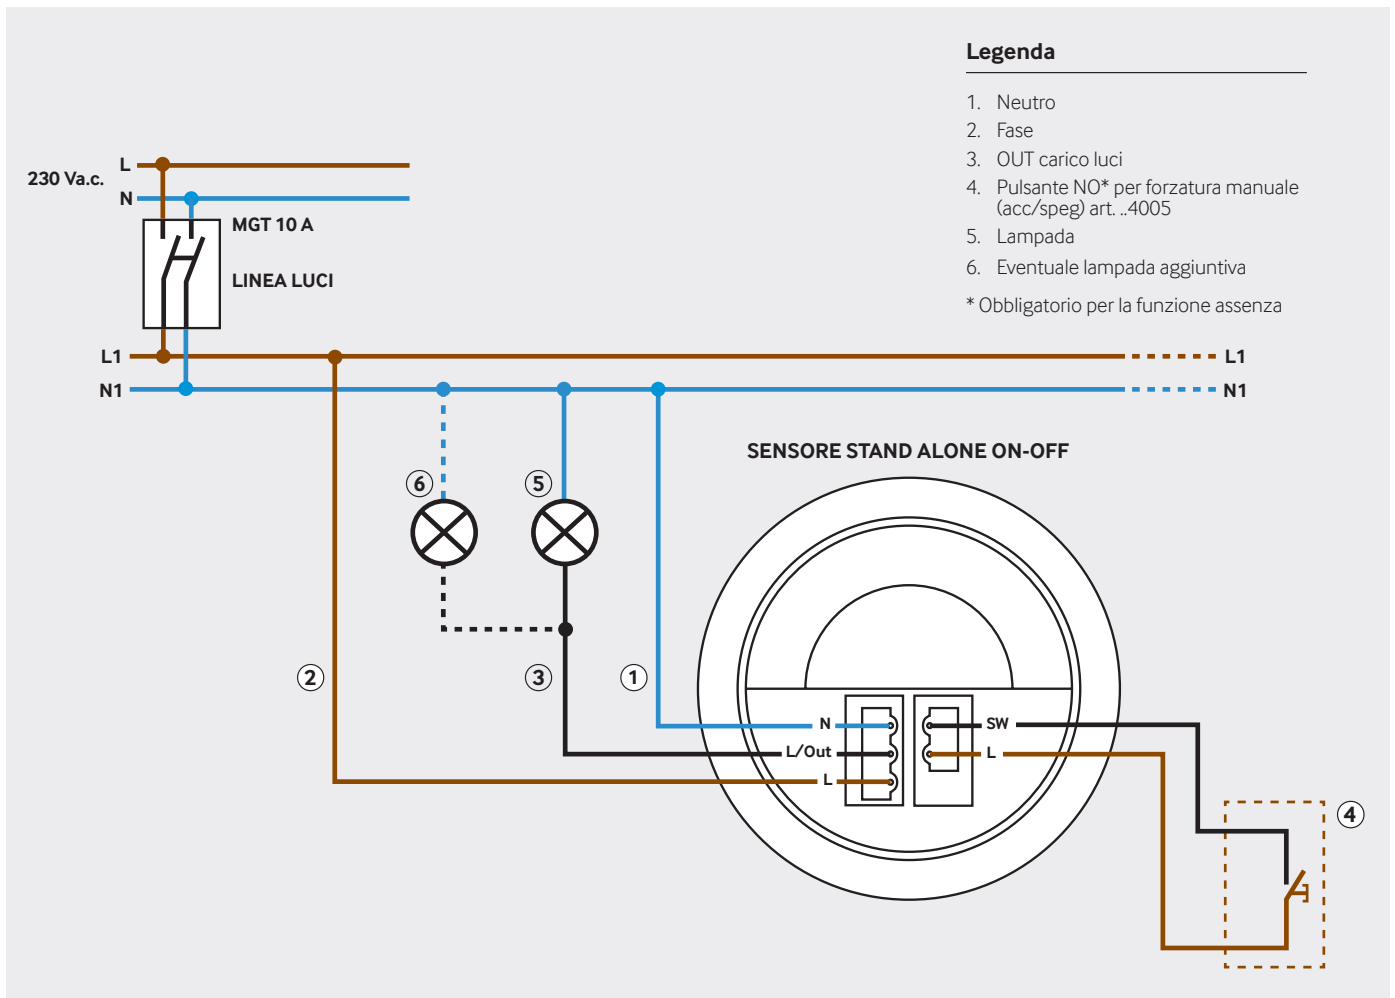 Legenda
1. Neutro
2. Fase
3. OUT carico luci
4. Pulsante NO* per forzatura manuale
(acc/speg) art. ..4005
5. Lampada
6. Eventuale lampada aggiuntiva
* Obbligatorio per la funzione assenza
L
230 Va.c.
N
MGT 10 A
LINEA LUCI
L1
L1
N1
N1
SENSORE STAND ALONE ON-OFF
6
5
2
3
1
N
SW
L/Out
L
L
4